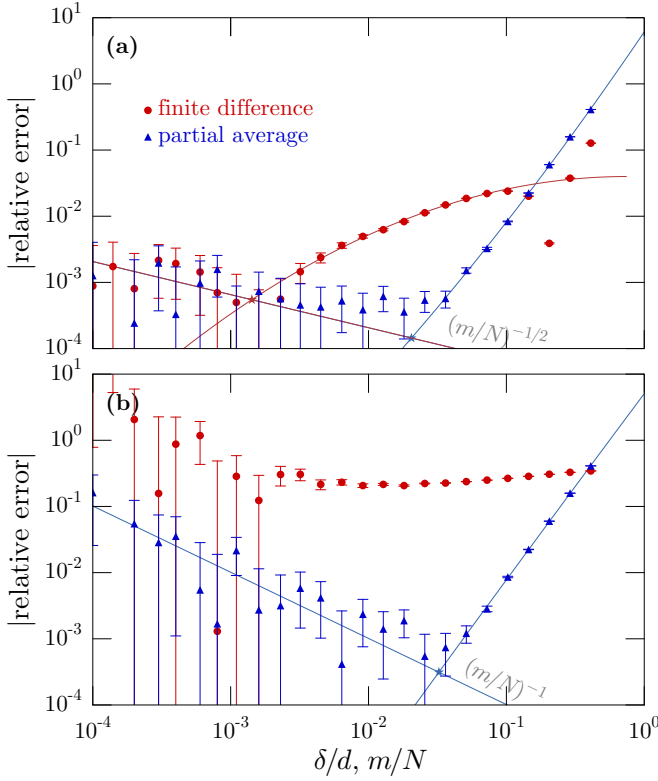 (a)
10^1
10^0
10^-1
10^-2
10^-3
10^-4
|relative error|
finite difference
partial average
(m/N)^-1/2
(b)
10^1
10^0
10^-1
10^-2
10^-3
10^-4
|relative error|
(m/N)^-1
10^-4 10^-3 10^-2 10^-1 10^0
δ/d, m/N